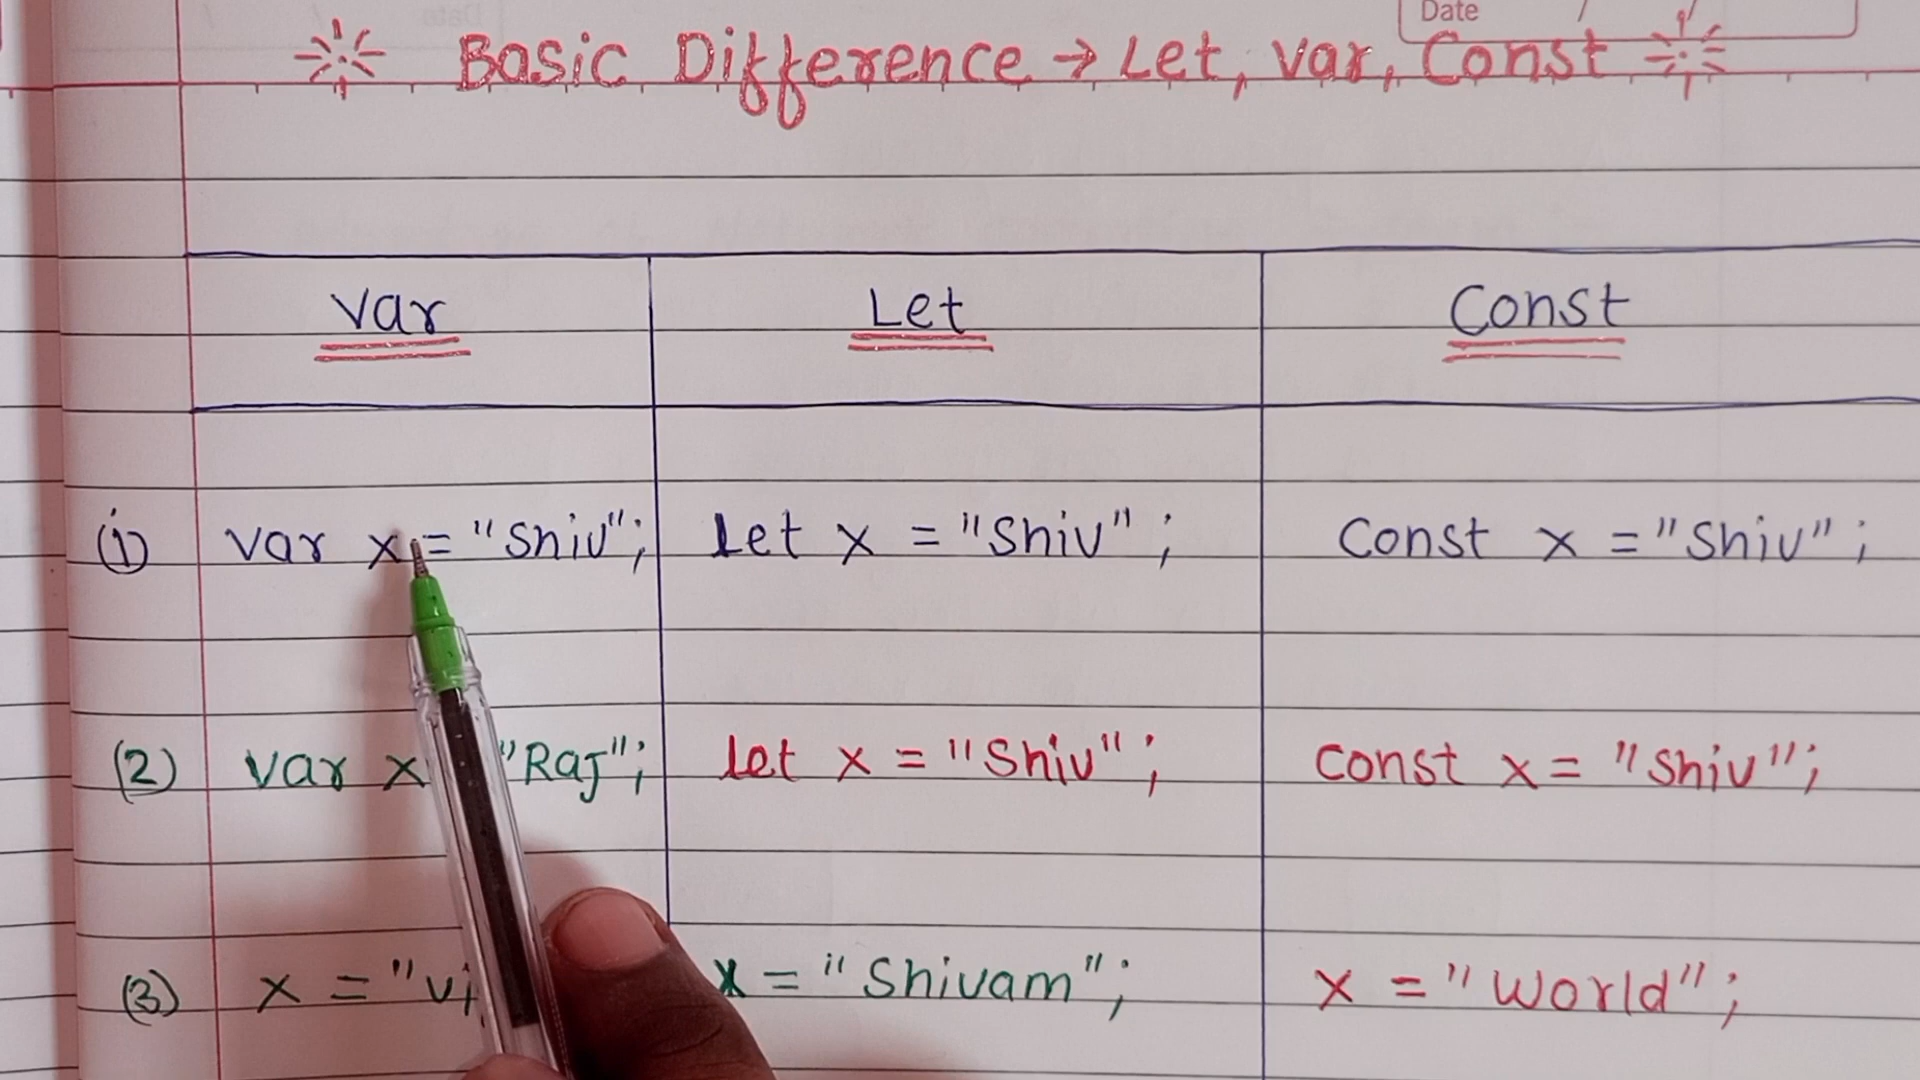 Date / /
Basic Difference → Let, Var, Const
Var Let Const
(1) Var x = "Shiv"; Let x = "Shiv"; Const x = "Shiv";
(2) Var x "Raj"; let x = "Shiv"; Const x = "Shiv";
(3) x = " x = "Shivam"; x = "World";